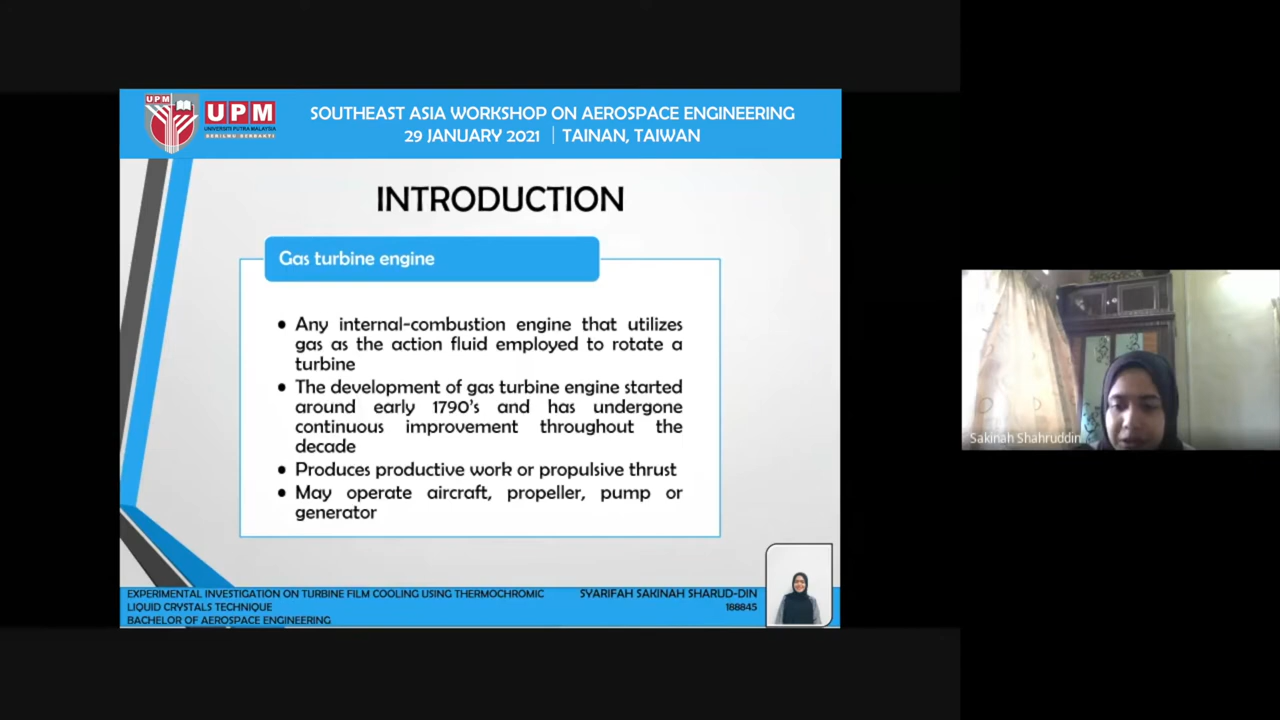 UPM
UPM
UNIVERSITI PUTRA MALAYSIA
BERILMU BERBAKTI
SOUTHEAST ASIA WORKSHOP ON AEROSPACE ENGINEERING
29 JANUARY 2021 | TAINAN, TAIWAN
INTRODUCTION
Gas turbine engine
• Any internal-combustion engine that utilizes
gas as the action fluid employed to rotate a
turbine
• The development of gas turbine engine started
around early 1790's and has undergone
continuous improvement throughout the
decade
• Produces productive work or propulsive thrust
• May operate aircraft, propeller, pump or
generator
Sakinah Shahruddin
EXPERIMENTAL INVESTIGATION ON TURBINE FILM COOLING USING THERMOCHROMIC
LIQUID CRYSTALS TECHNIQUE
BACHELOR OF AEROSPACE ENGINEERING
SYARIFAH SAKINAH SHARUD-DIN
188845